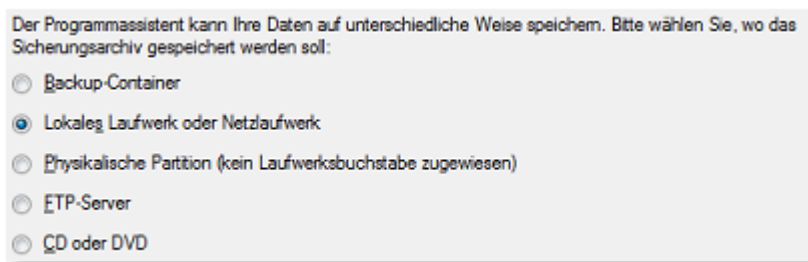 Der Programmassistent kann Ihre Daten auf unterschiedliche Weise speichern. Bitte wählen Sie, wo das
Sicherungsarchiv gespeichert werden soll:
Backup-Container
Lokales Laufwerk oder Netzlaufwerk
Physikalische Partition (kein Laufwerksbuchstabe zugewiesen)
FTP-Server
CD oder DVD